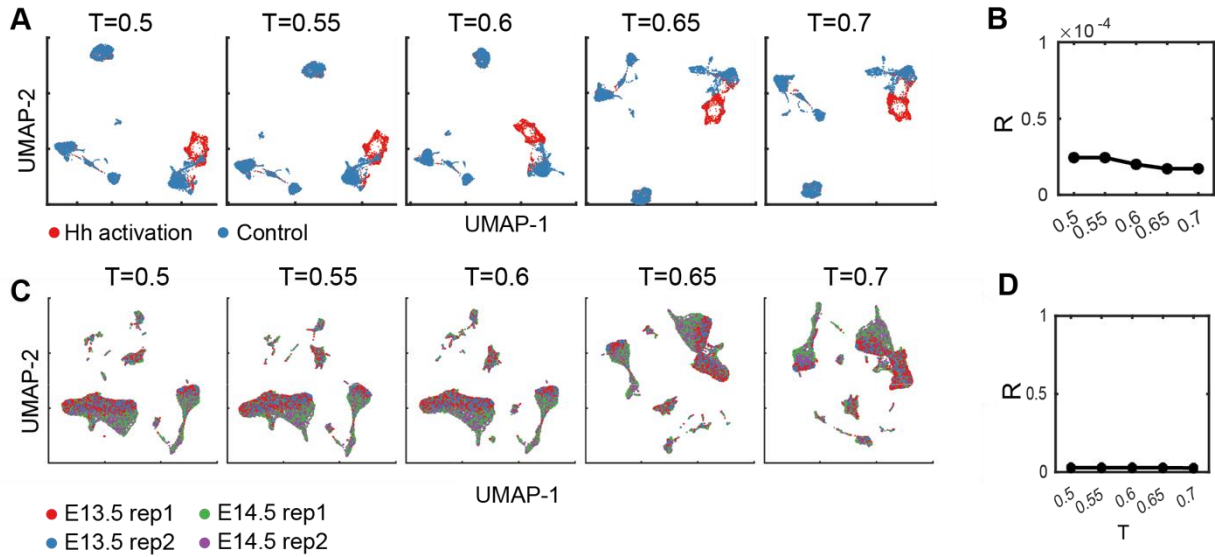 A
T=0.5 T=0.55 T=0.6 T=0.65 T=0.7
UMAP-2
UMAP-1
Hh activation Control
B
×10⁻⁴
1
0.5
0
R
0.5 0.55 0.6 0.65 0.7
C
T=0.5 T=0.55 T=0.6 T=0.65 T=0.7
UMAP-2
UMAP-1
E13.5 rep1 E14.5 rep1
E13.5 rep2 E14.5 rep2
D
1
0.5
0
R
0.5 0.55 0.6 0.65 0.7
T